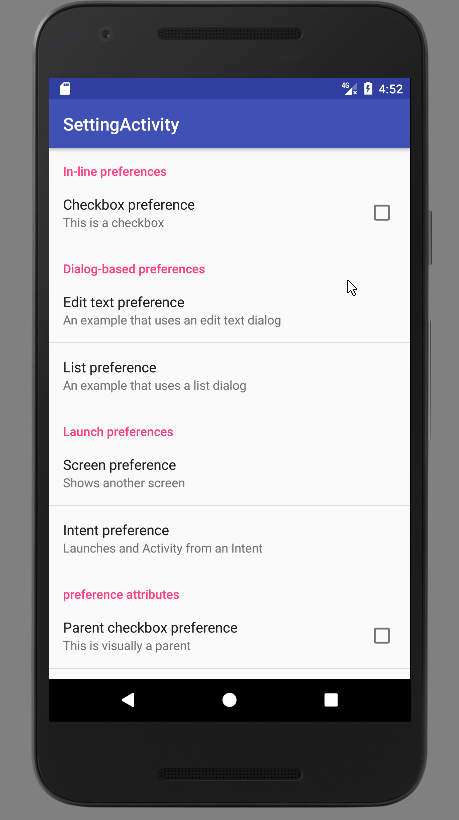 4G 4:52
SettingActivity
In-line preferences
Checkbox preference
This is a checkbox
Dialog-based preferences
Edit text preference
An example that uses an edit text dialog
List preference
An example that uses a list dialog
Launch preferences
Screen preference
Shows another screen
Intent preference
Launches and Activity from an Intent
preference attributes
Parent checkbox preference
This is visually a parent